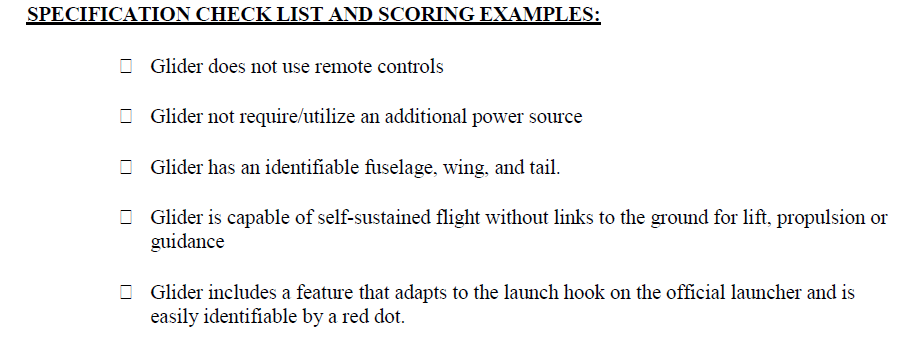 SPECIFICATION CHECK LIST AND SCORING EXAMPLES:
Glider does not use remote controls
Glider not require/utilize an additional power source
Glider has an identifiable fuselage, wing, and tail.
Glider is capable of self-sustained flight without links to the ground for lift, propulsion or
guidance
Glider includes a feature that adapts to the launch hook on the official launcher and is
easily identifiable by a red dot.